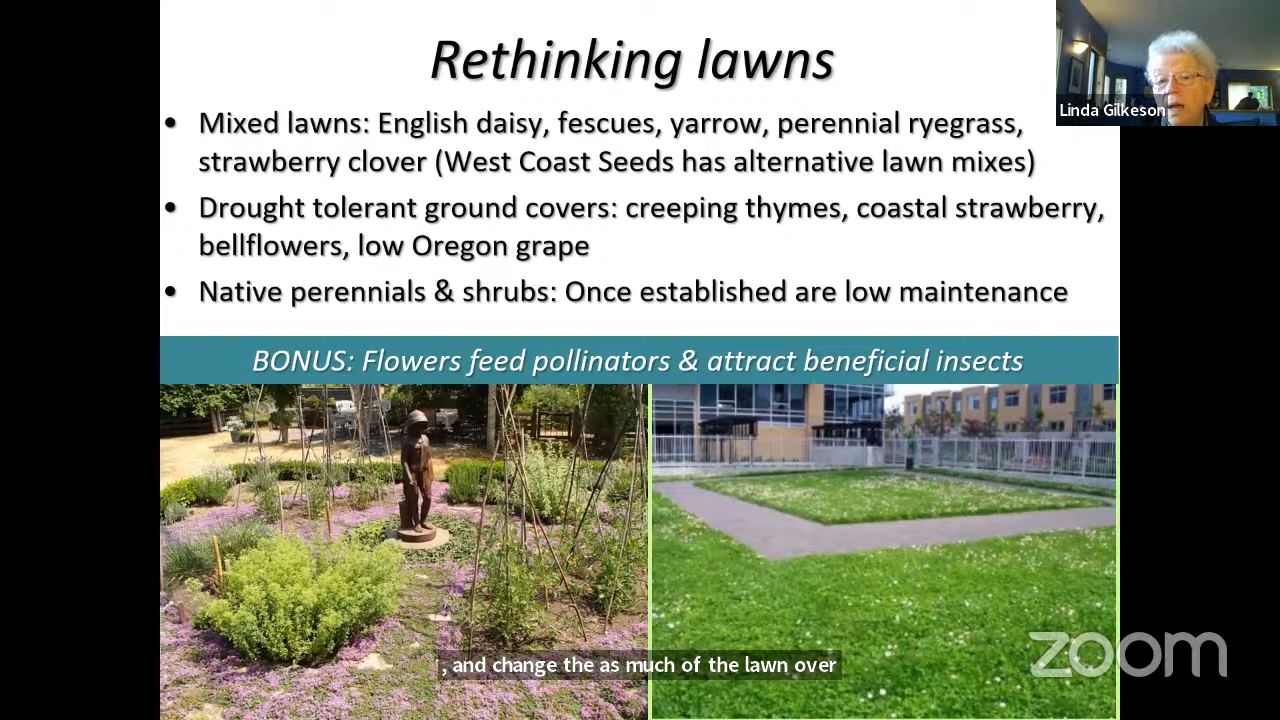 Rethinking lawns
• Mixed lawns: English daisy, fescues, yarrow, perennial ryegrass,
strawberry clover (West Coast Seeds has alternative lawn mixes)
• Drought tolerant ground covers: creeping thymes, coastal strawberry,
bellflowers, low Oregon grape
• Native perennials & shrubs: Once established are low maintenance
BONUS: Flowers feed pollinators & attract beneficial insects
Linda Gilkeson
, and change the as much of the lawn over
zoom